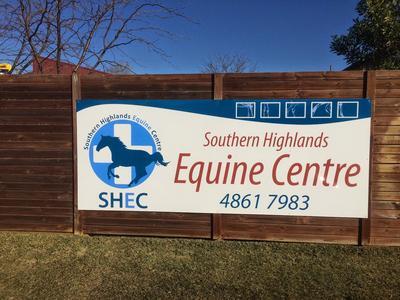 Southern Highlands Equine Centre
SHEC
Southern Highlands
Equine Centre
4861 7983